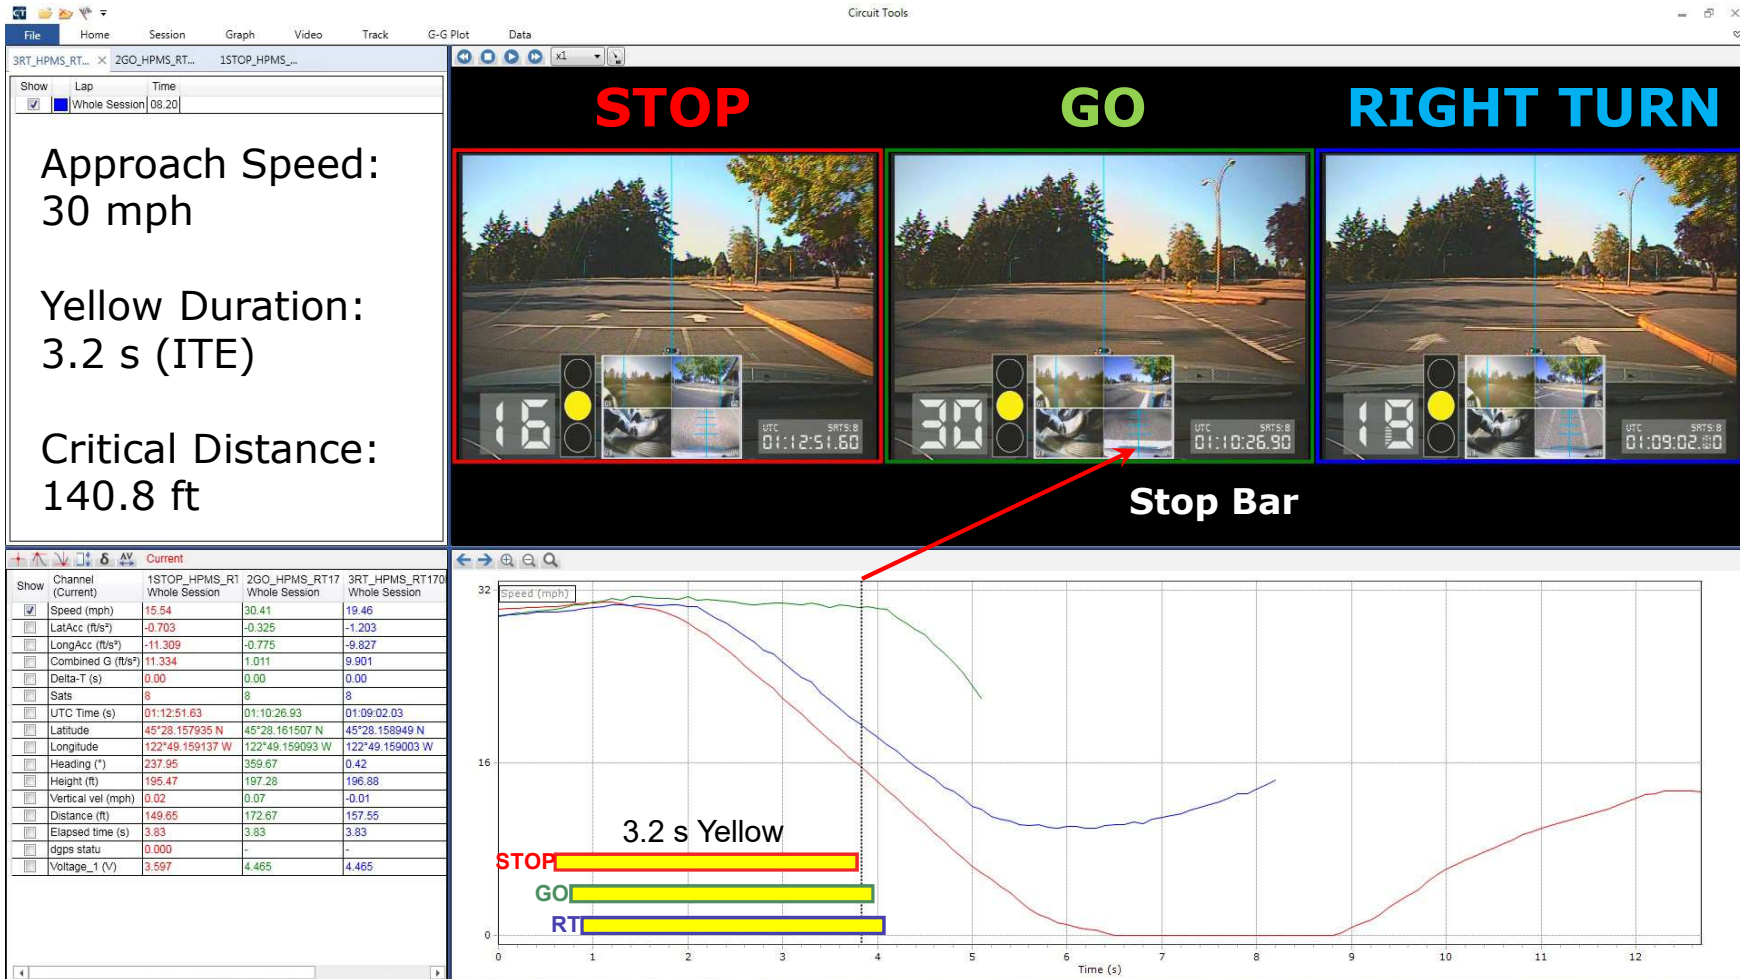 CT
Circuit Tools
File Home Session Graph Video Track G-G Plot Data
3RT_HPMS_RT... × 2GO_HPMS_RT... 1STOP_HPMS_...
x1
Show Lap Time
Whole Session 08.20
Approach Speed:
30 mph
Yellow Duration:
3.2 s (ITE)
Critical Distance:
140.8 ft
STOP GO RIGHT TURN
16 UTC SATS:8
01:12:51.60
30 UTC SATS:8
01:10:26.90
19 UTC SATS:8
01:09:02.
Stop Bar
δ Current
Show Channel (Current) 1STOP_HPMS_RT Whole Session 2GO_HPMS_RT17 Whole Session 3RT_HPMS_RT170 Whole Session
Speed (mph) 15.54 30.41 19.46
LatAcc (ft/s²) -0.703 -0.325 -1.203
LongAcc (ft/s²) -11.309 -0.775 -9.827
Combined G (ft/s²) 11.334 1.011 9.901
Delta-T (s) 0.00 0.00 0.00
Sats 8 8 8
UTC Time (s) 01:12:51.63 01:10:26.93 01:09:02.03
Latitude 45°28.157935 N 45°28.161507 N 45°28.158949 N
Longitude 122°49.159137 W 122°49.159093 W 122°49.159003 W
Heading (°) 237.95 359.67 0.42
Height (ft) 195.47 197.28 196.88
Vertical vel (mph) 0.02 0.07 -0.01
Distance (ft) 149.65 172.67 157.55
Elapsed time (s) 3.83 3.83 3.83
dgps statu 0.000 - -
Voltage_1 (V) 3.597 4.465 4.465
Speed (mph)
32
16
0
3.2 s Yellow
STOP
GO
RT
0 1 2 3 4 5 6 7 8 9 10 11 12
Time (s)